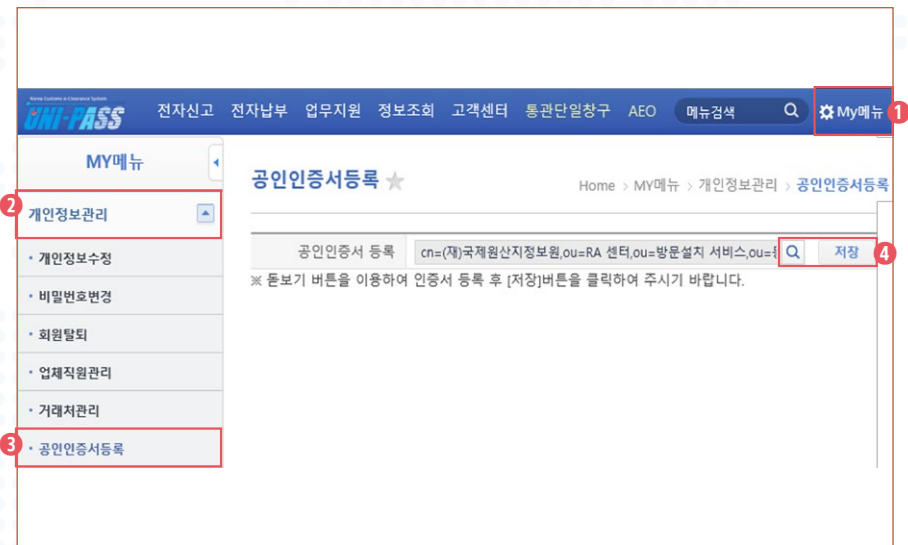 Korea Customs e-Clearance System
UNI-PASS 전자신고 전자납부 업무지원 정보조회 고객센터 통관단일창구 AEO 메뉴검색 My메뉴 1
MY메뉴
공인인증서등록
Home > MY메뉴 > 개인정보관리 > 공인인증서등록
2 개인정보관리
공인인증서 등록 cn=(재)국제원산지정보원,ou=RA 센터,ou=방문설치 서비스,ou= 저장 4
※ 돋보기 버튼을 이용하여 인증서 등록 후 [저장]버튼을 클릭하여 주시기 바랍니다.
· 개인정보수정
· 비밀번호변경
· 회원탈퇴
· 업체직원관리
· 거래처관리
3 · 공인인증서등록